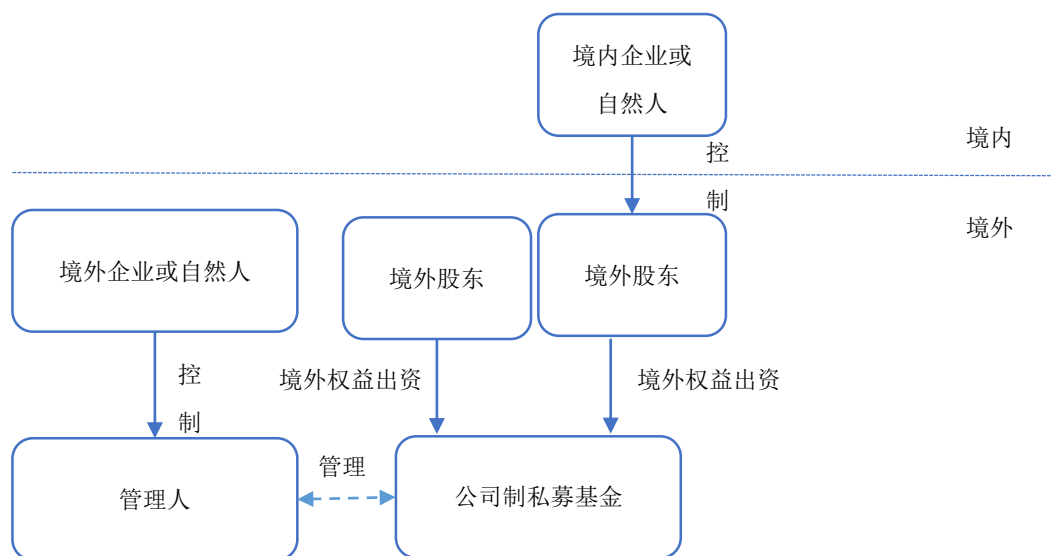 境内企业或
自然人
境内
控
制
境外
境外企业或自然人
境外股东
境外股东
控
制
境外权益出资
境外权益出资
管理
管理人
公司制私募基金